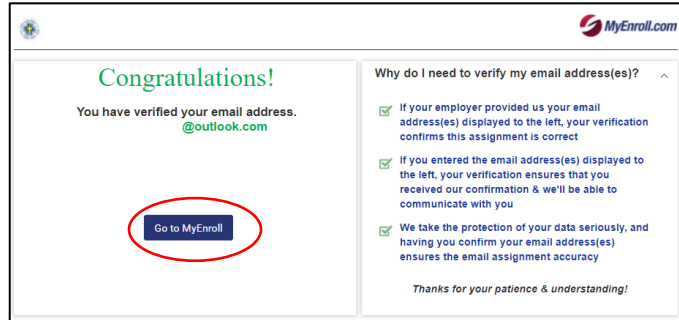 MyEnroll.com
Congratulations!
You have verified your email address.
@outlook.com
Go to MyEnroll
Why do I need to verify my email address(es)?
If your employer provided us your email
address(es) displayed to the left, your verification
confirms this assignment is correct
If you entered the email address(es) displayed to
the left, your verification ensures that you
received our confirmation & we'll be able to
communicate with you
We take the protection of your data seriously, and
having you confirm your email address(es)
ensures the email assignment accuracy
Thanks for your patience & understanding!